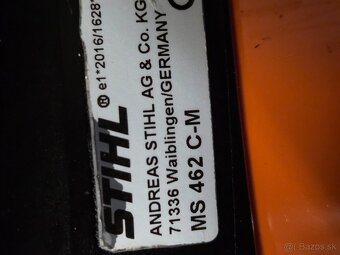 e1*2016/1628*
STIHL®
ANDREAS STIHL AG & Co. KG
71336 Waiblingen/GERMANY
MS 462 C-M
Bazos.sk